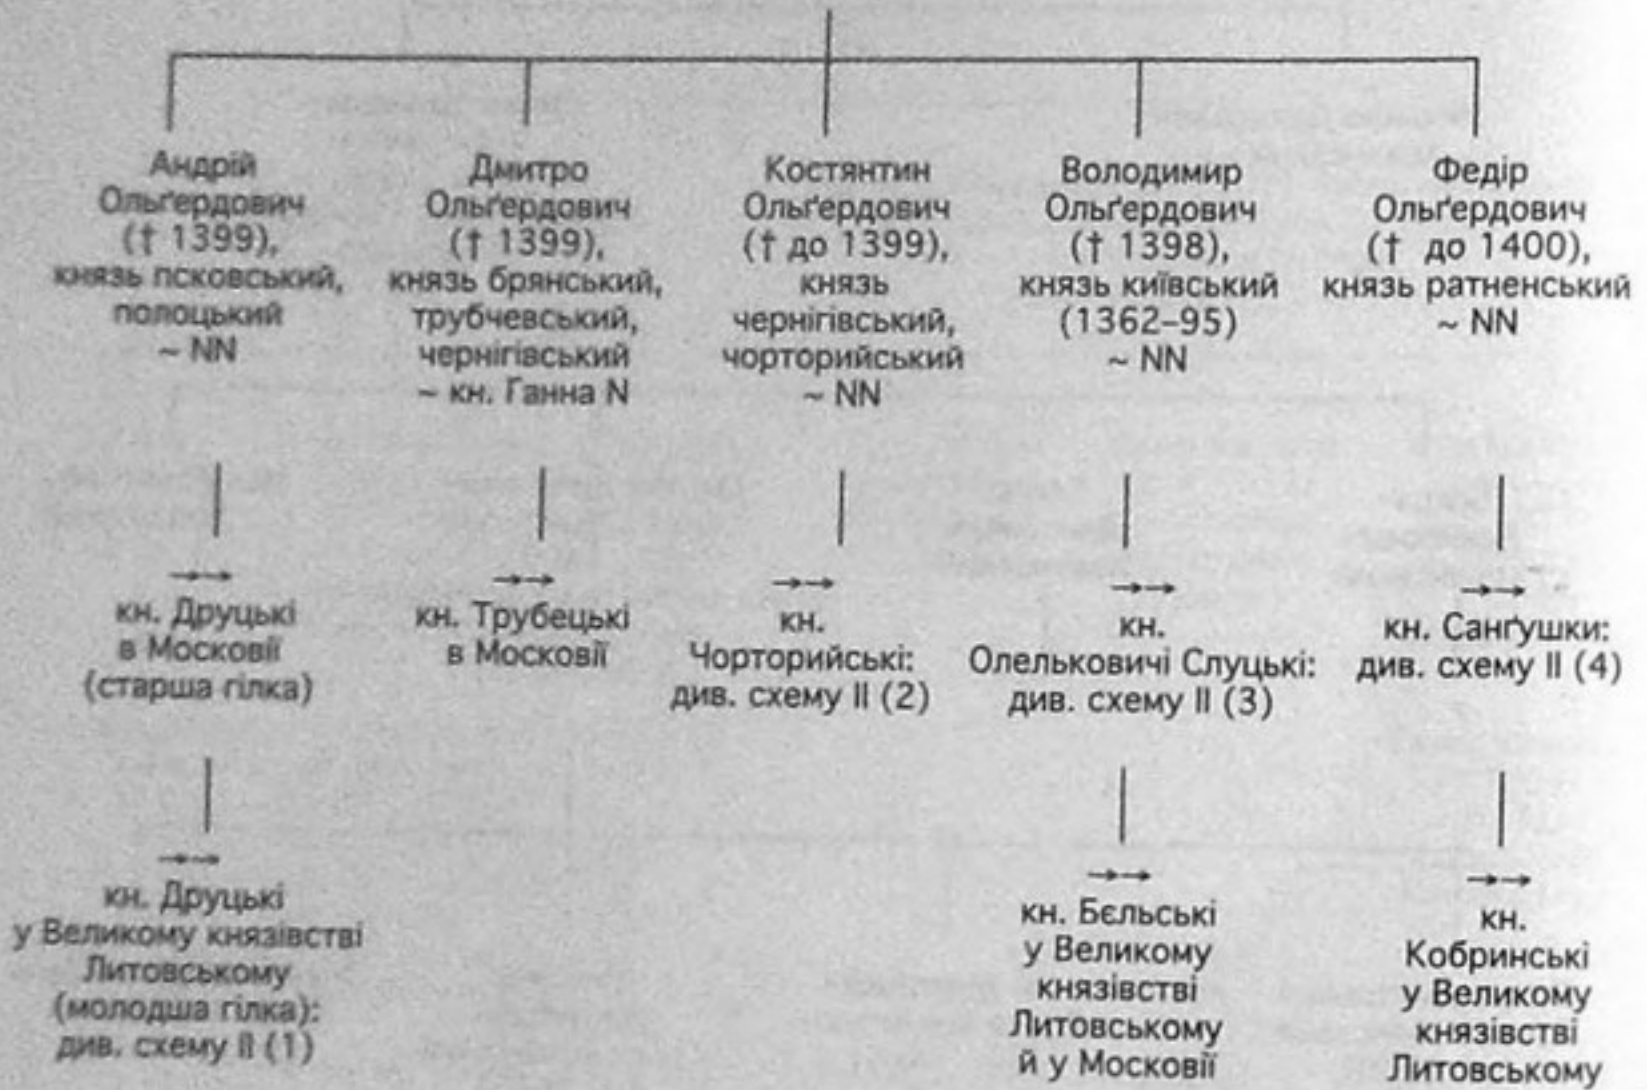 Андрій
Ольґердович
(† 1399),
князь псковський,
полоцький
~ NN
Дмитро
Ольґердович
(† 1399),
князь брянський,
трубчевський,
чернігівський
~ кн. Ганна N
Костянтин
Ольґердович
(† до 1399),
князь
чернігівський,
чорторийський
~ NN
Володимир
Ольґердович
(† 1398),
князь київський
(1362–95)
~ NN
Федір
Ольґердович
(† до 1400),
князь ратненський
~ NN
→→
кн. Друцькі
в Московії
(старша гілка)
→→
кн. Трубецькі
в Московії
→→
кн.
Чорторийські:
див. схему II (2)
→→
кн.
Олельковичі Слуцькі:
див. схему II (3)
→→
кн. Санґушки:
див. схему II (4)
→→
кн. Друцькі
у Великому князівстві
Литовському
(молодша гілка):
див. схему II (1)
→→
кн. Бєльські
у Великому
князівстві
Литовському
й у Московії
→→
кн.
Кобринські
у Великому
князівстві
Литовському